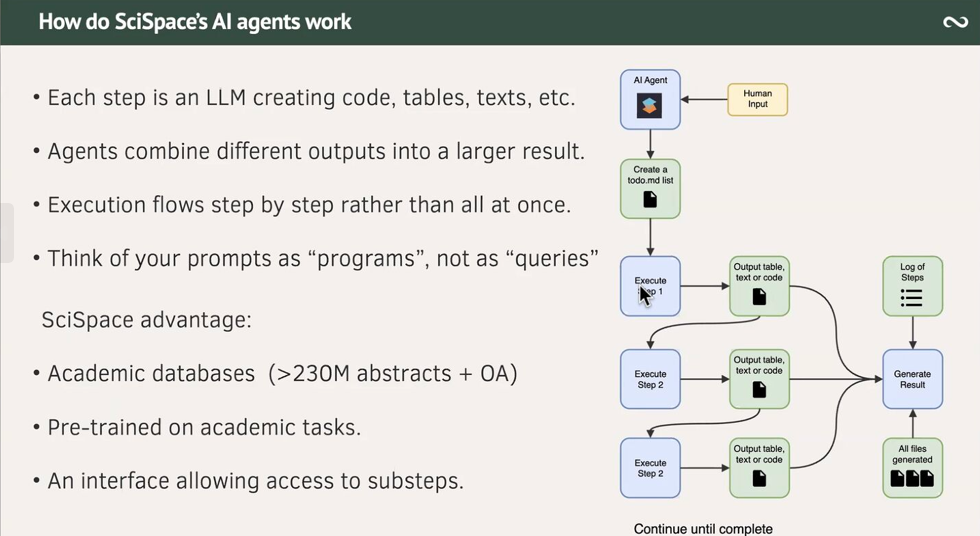 How do SciSpace's AI agents work
• Each step is an LLM creating code, tables, texts, etc.
• Agents combine different outputs into a larger result.
• Execution flows step by step rather than all at once.
• Think of your prompts as “programs”, not as “queries”
SciSpace advantage:
• Academic databases (>230M abstracts + OA)
• Pre-trained on academic tasks.
• An interface allowing access to substeps.
AI Agent
Human
Input
Create a
todo.md list
Execute
1
Output table,
text or code
Log of
Steps
Execute
Step 2
Output table,
text or code
Generate
Result
Execute
Step 2
Output table,
text or code
All files
generated
Continue until complete